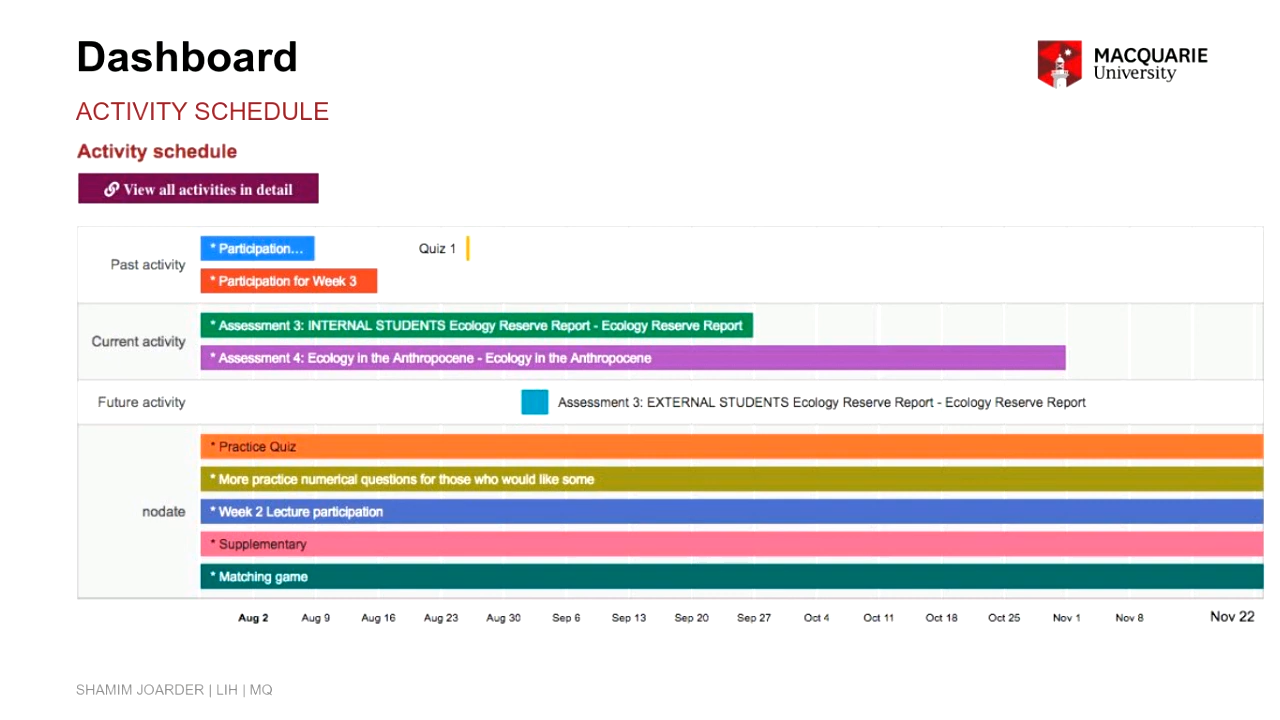 Dashboard
MACQUARIE
University
ACTIVITY SCHEDULE
Activity schedule
View all activities in detail
Past activity
* Participation...
Quiz 1
* Participation for Week 3
Current activity
* Assessment 3: INTERNAL STUDENTS Ecology Reserve Report - Ecology Reserve Report
* Assessment 4: Ecology in the Anthropocene - Ecology in the Anthropocene
Future activity
Assessment 3: EXTERNAL STUDENTS Ecology Reserve Report - Ecology Reserve Report
nodate
* Practice Quiz
* More practice numerical questions for those who would like some
* Week 2 Lecture participation
* Supplementary
* Matching game
Aug 2 Aug 9 Aug 16 Aug 23 Aug 30 Sep 6 Sep 13 Sep 20 Sep 27 Oct 4 Oct 11 Oct 18 Oct 25 Nov 1 Nov 8 Nov 22
SHAMIM JOARDER | LIH | MQ